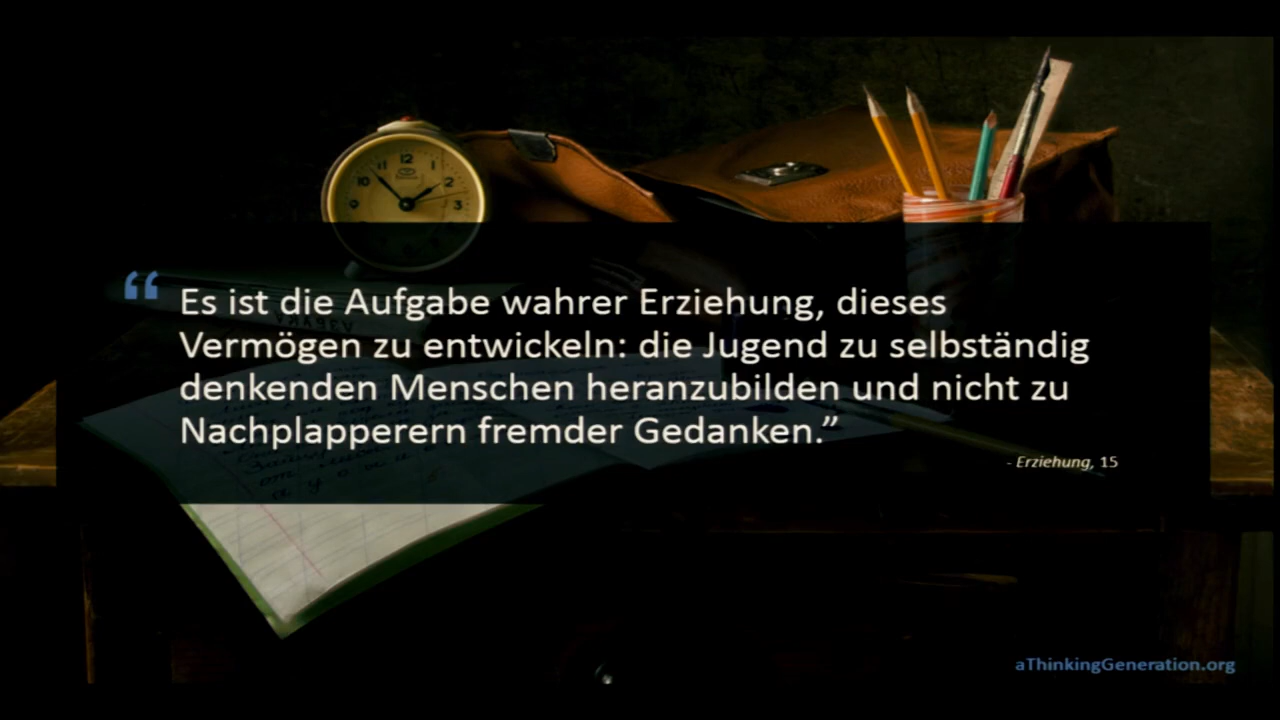 “
Es ist die Aufgabe wahrer Erziehung, dieses
Vermögen zu entwickeln: die Jugend zu selbständig
denkenden Menschen heranzubilden und nicht zu
Nachplapperern fremder Gedanken.”
- Erziehung, 15
aThinkingGeneration.org